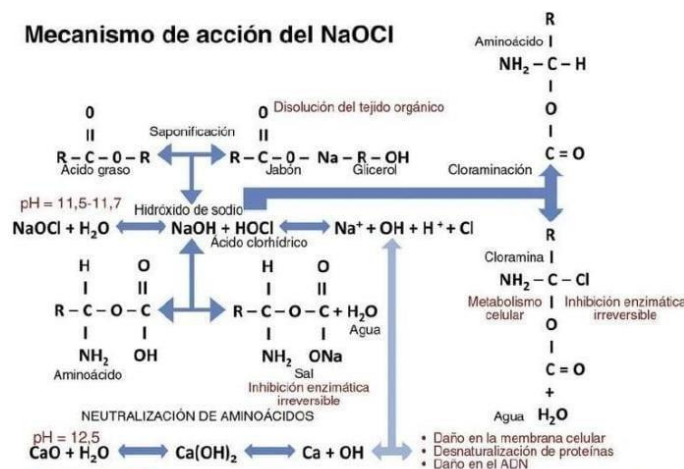 Mecanismo de acción del NaOCl
R
Aminoácido
NH₂ – C – H
O
C = O
Disolución del tejido orgánico
O
O
Saponificación
R – C – O – R
R – C – O – Na – R – OH
Ácido graso
Jabón
Glicerol
Cloraminación
pH = 11,5-11,7
Hidróxido de sodio
NaOCl + H₂O
NaOH + HOCl
Na⁺ + OH + H⁺ + Cl
Ácido clorhídrico
R
Cloramina
NH₂ – C – Cl
Metabolismo celular
Inhibición enzimática
irreversible
O
C = O
+
Agua H₂O
H
O
R – C – O – C
NH₂
OH
Aminoácido
H
O
R – C – O – C + H₂O
Agua
NH₂
ONa
Sal
Inhibición enzimática
irreversible
NEUTRALIZACIÓN DE AMINOÁCIDOS
pH = 12,5
CaO + H₂O
Ca(OH)₂
Ca + OH
• Daño en la membrana celular
• Desnaturalización de proteínas
• Daño en el ADN